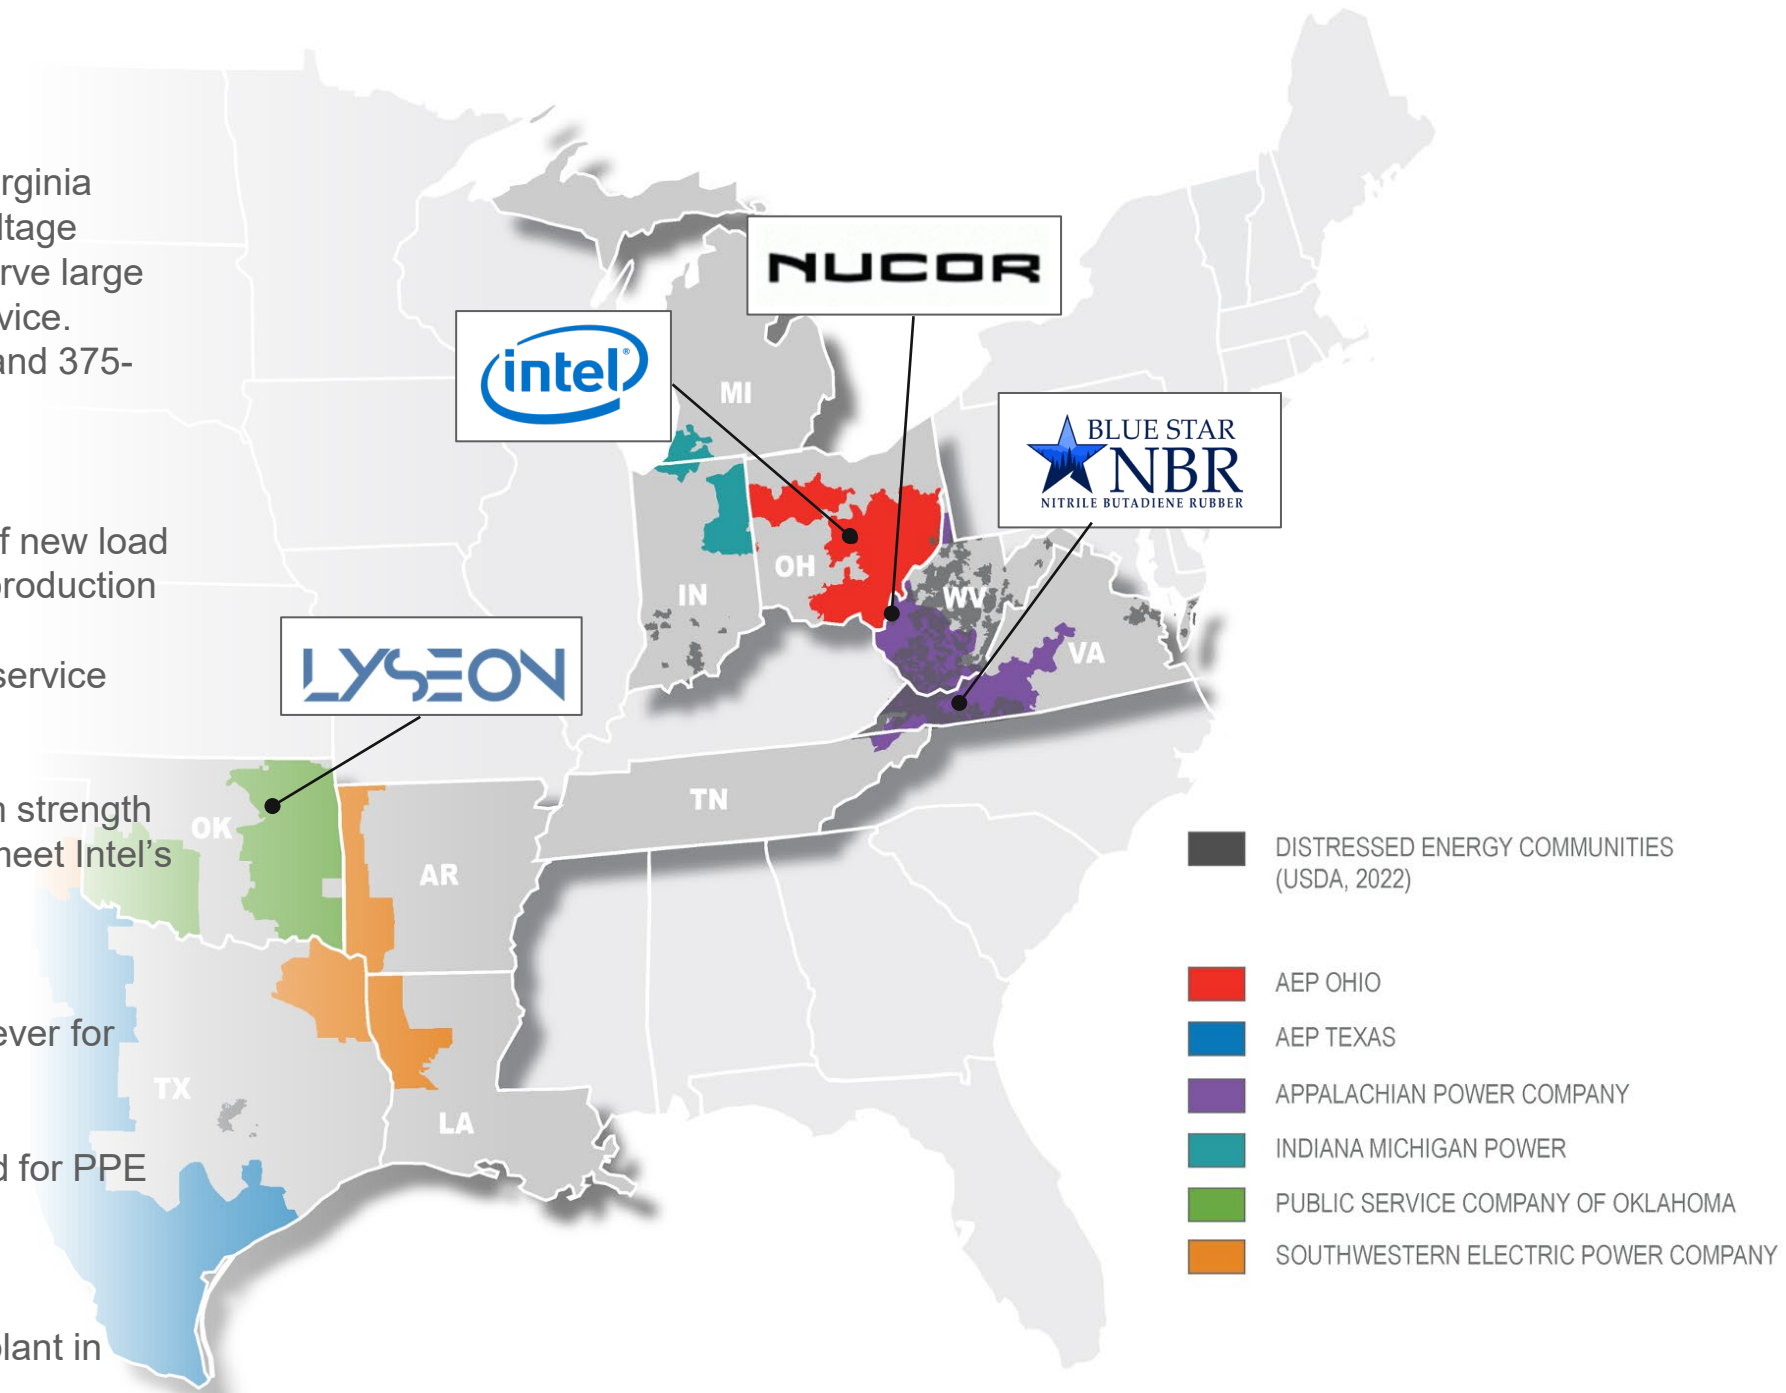 rginia
ltage
rve large
vice.
and 375-
f new load
production
service
n strength
meet Intel's
ever for
d for PPE
plant in
NUCOR
intel®
MI
BLUE STAR
NBR
NITRILE BUTADIENE RUBBER
OH
IN
WV
VA
LYSEON
TN
OK
AR
TX
LA
DISTRESSED ENERGY COMMUNITIES
(USDA, 2022)
AEP OHIO
AEP TEXAS
APPALACHIAN POWER COMPANY
INDIANA MICHIGAN POWER
PUBLIC SERVICE COMPANY OF OKLAHOMA
SOUTHWESTERN ELECTRIC POWER COMPANY